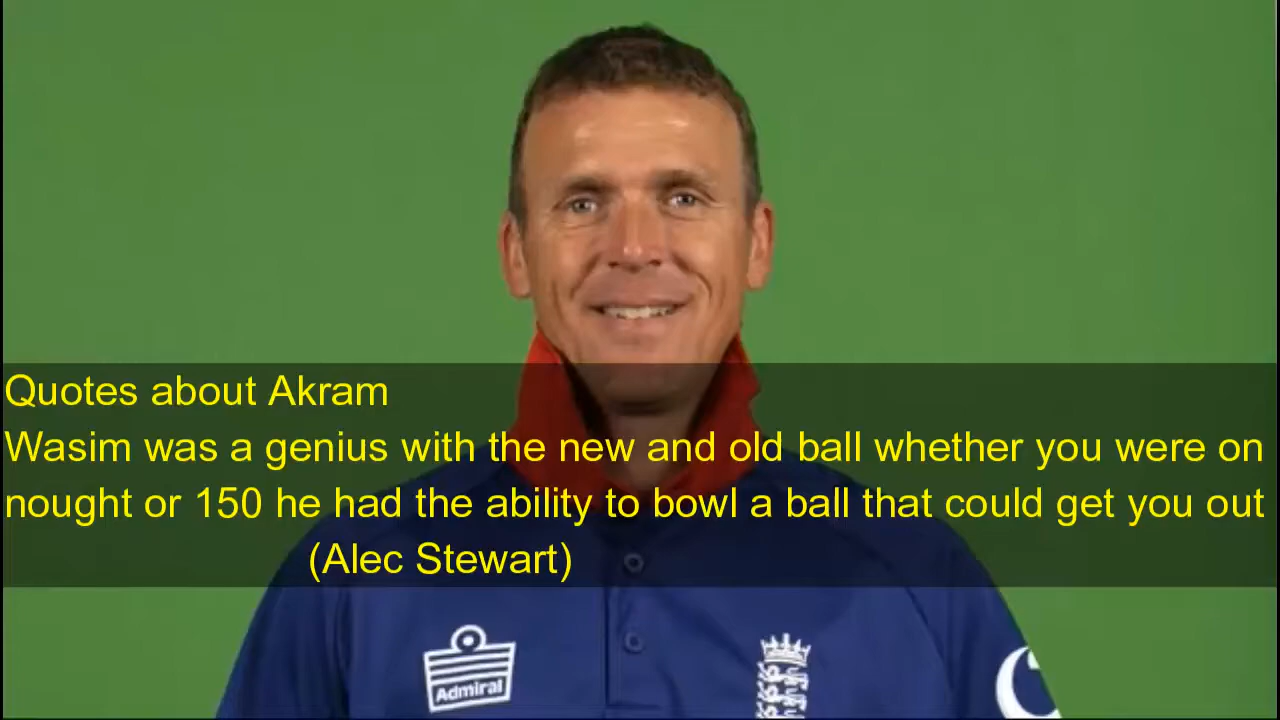 Quotes about Akram
Wasim was a genius with the new and old ball whether you were on
nought or 150 he had the ability to bowl a ball that could get you out
(Alec Stewart)
Admiral